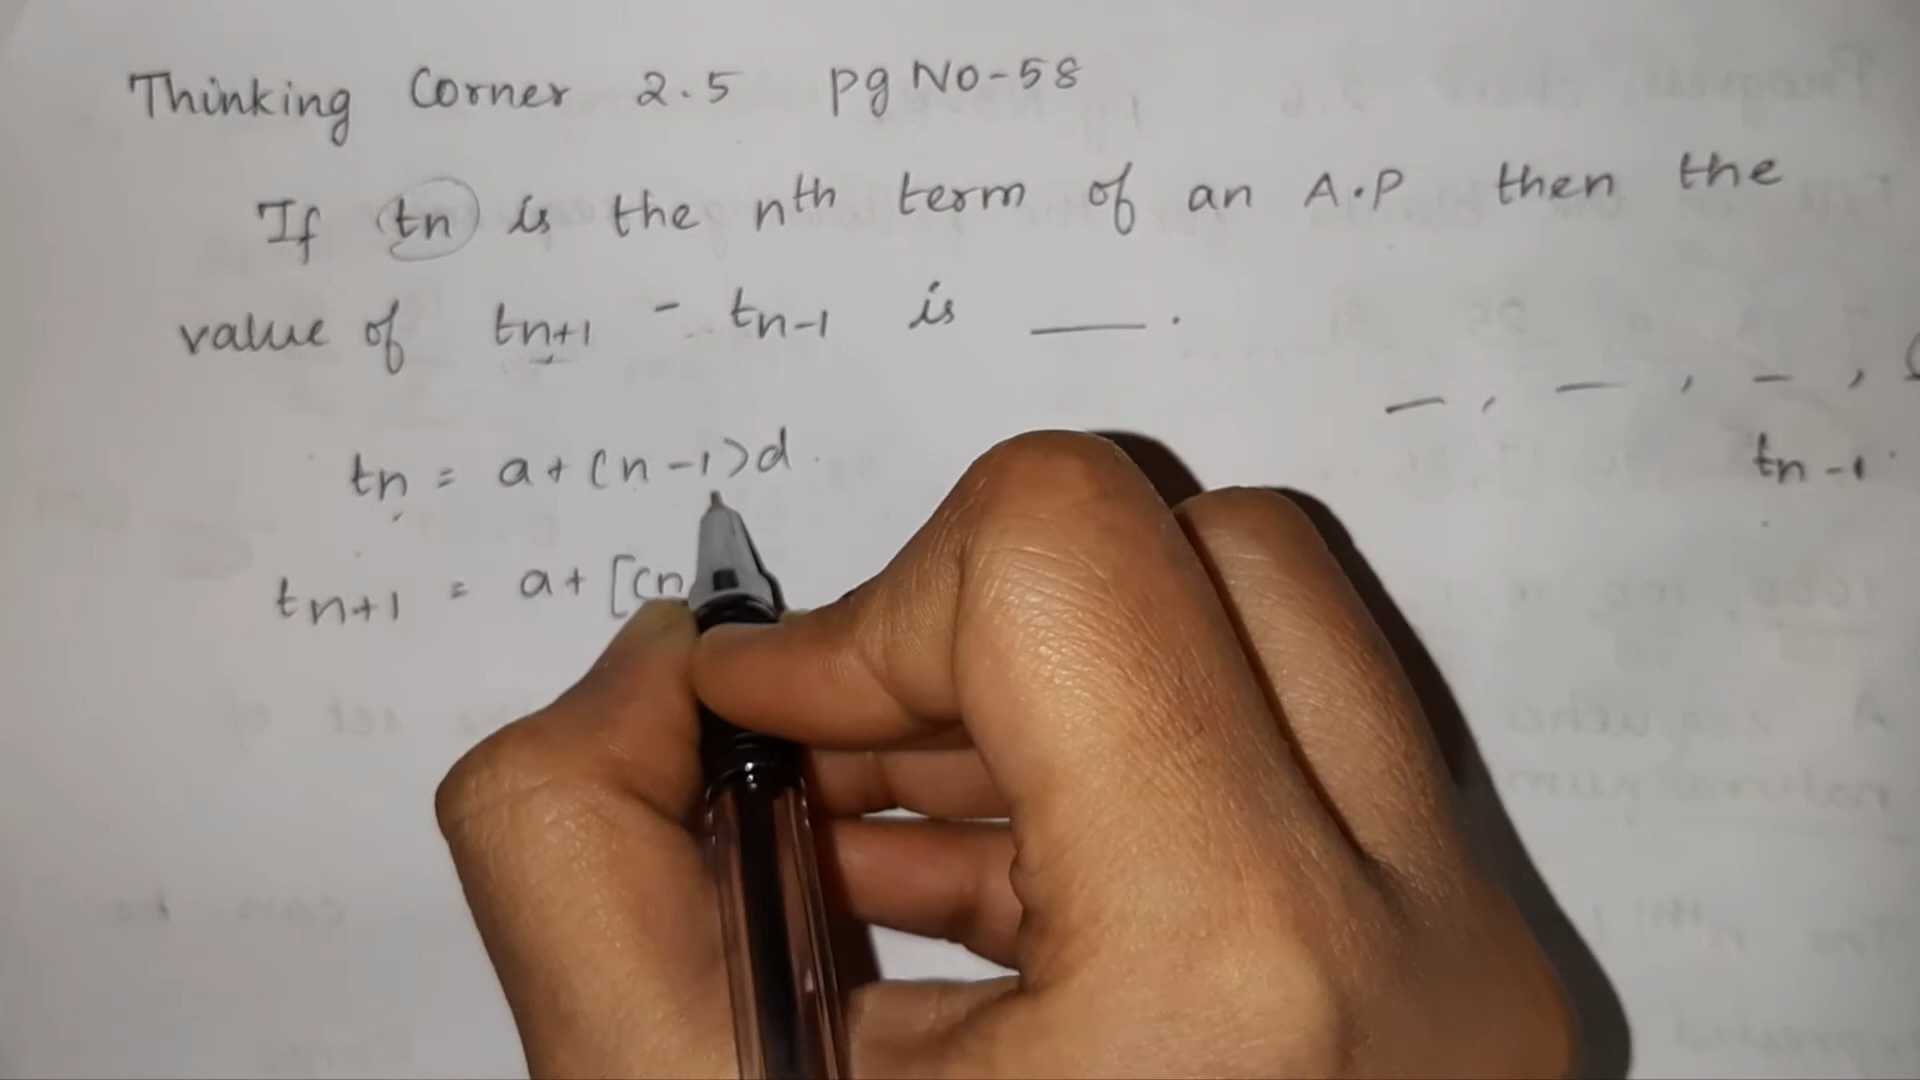 Thinking Corner 2.5 pg No-58
If tn is the nth term of an A.P then the
value of tn+1 - tn-1 is ___.
_, _, _,
tn-1.
tn = a+(n-1)d.
tn+1 = a+[(n